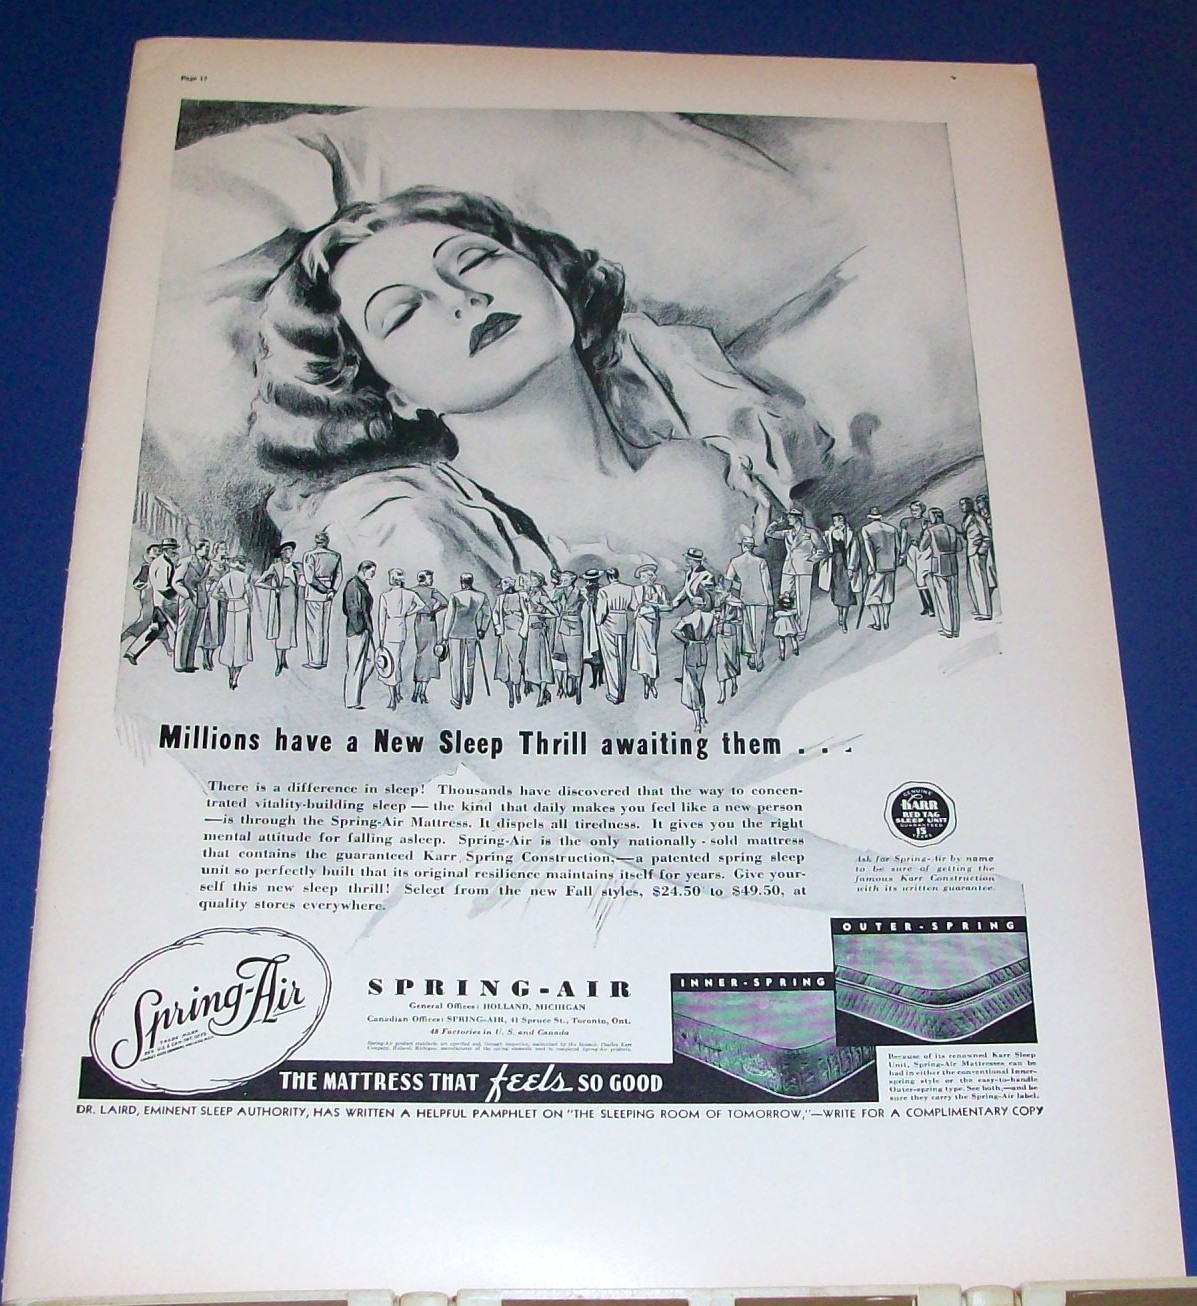 Page 17
Millions have a New Sleep Thrill awaiting them . . .
There is a difference in sleep! Thousands have discovered that the way to concen-
trated vitality-building sleep — the kind that daily makes you feel like a new person
—is through the Spring-Air Mattress. It dispels all tiredness. It gives you the right
mental attitude for falling asleep. Spring-Air is the only nationally-sold mattress
that contains the guaranteed Karr Spring Construction,—a patented spring sleep
unit so perfectly built that its original resilience maintains itself for years. Give your-
self this new sleep thrill! Select from the new Fall styles, $24.50 to $49.50, at
quality stores everywhere.
GENUINE
KARR
RED TAG
SLEEP UNIT
GUARANTEED
15
YEARS
Ask for Spring-Air by name
to be sure of getting the
famous Karr Construction
with its written guarantee.
OUTER-SPRING
INNER-SPRING
Spring-Air
TRADE MARK
SPRING-AIR
General Offices: HOLLAND, MICHIGAN
Canadian Offices: SPRING-AIR, 41 Spruce St., Toronto, Ont.
48 Factories in U. S. and Canada
Because of its renowned Karr Sleep
Unit, Spring-Air Mattresses can be
had in either the conventional Inner-
spring style or the easy-to-handle
Outer-spring type. See both,—and be
sure they carry the Spring-Air label.
THE MATTRESS THAT feels SO GOOD
DR. LAIRD, EMINENT SLEEP AUTHORITY, HAS WRITTEN A HELPFUL PAMPHLET ON "THE SLEEPING ROOM OF TOMORROW,"—WRITE FOR A COMPLIMENTARY COPY